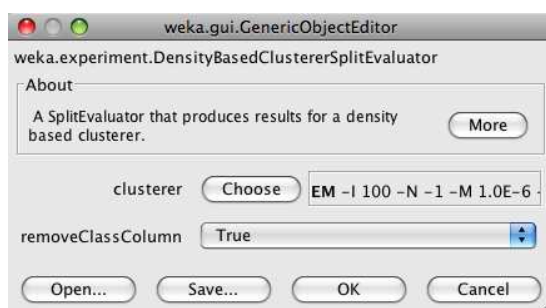 weka.gui.GenericObjectEditor
weka.experiment.DensityBasedClustererSplitEvaluator
About
A SplitEvaluator that produces results for a density
based clusterer.
More
clusterer Choose EM -I 100 -N -1 -M 1.0E-6 -
removeClassColumn True
Open... Save... OK Cancel